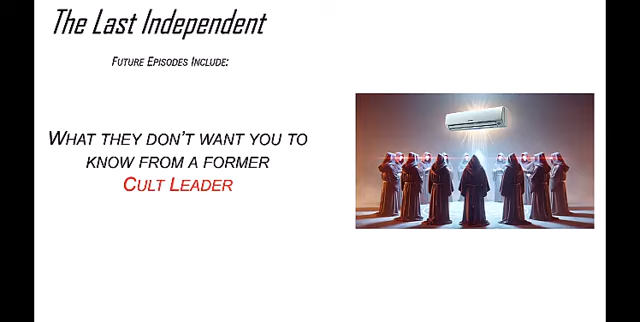 The Last Independent
Future Episodes Include:
What they don't want you to
know from a former
Cult Leader